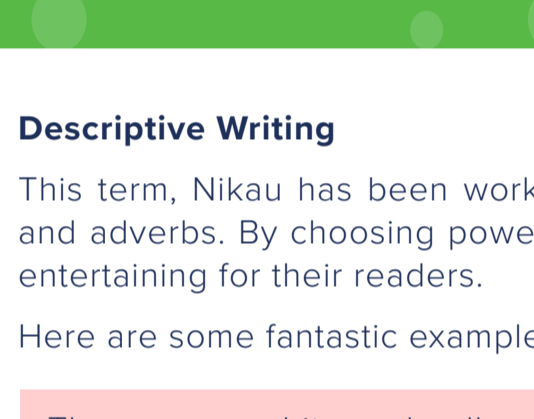 Descriptive Writing
This term, Nikau has been work
and adverbs. By choosing powe
entertaining for their readers.
Here are some fantastic example